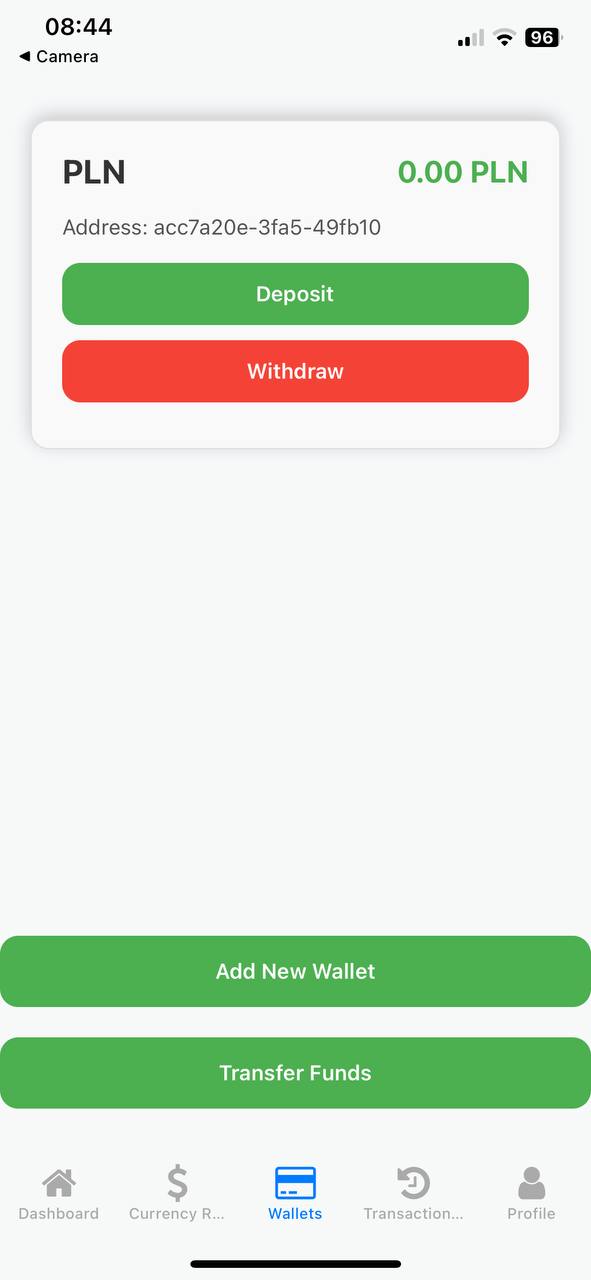 08:44
96
◀ Camera
PLN
0.00 PLN
Address: acc7a20e-3fa5-49fb10
Deposit
Withdraw
Add New Wallet
Transfer Funds
Dashboard
Currency R...
Wallets
Transaction...
Profile